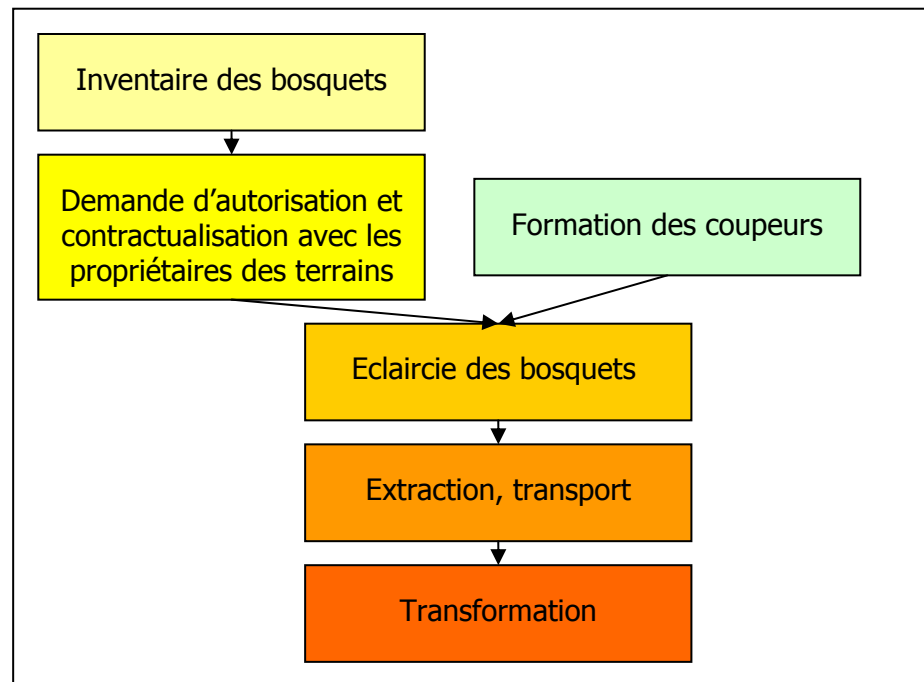 Inventaire des bosquets
Demande d’autorisation et
contractualisation avec les
propriétaires des terrains
Formation des coupeurs
Eclaircie des bosquets
Extraction, transport
Transformation